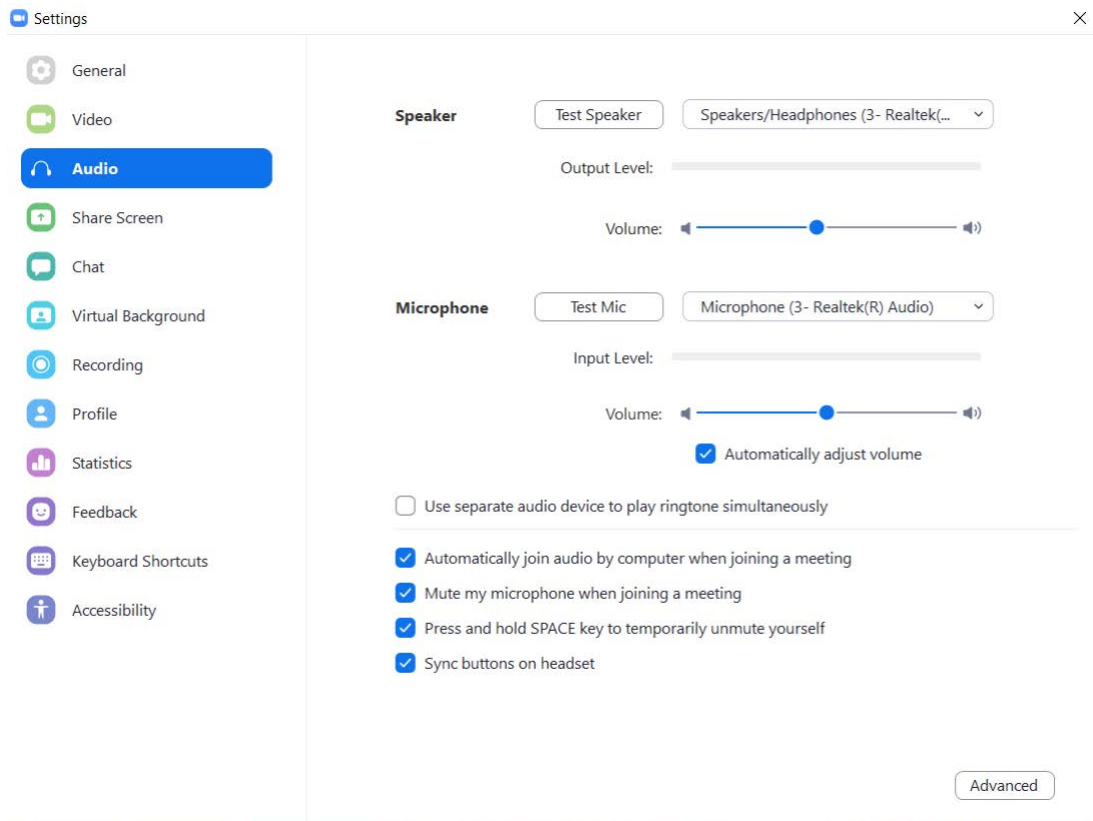 Settings
General
Video
Audio
Share Screen
Chat
Virtual Background
Recording
Profile
Statistics
Feedback
Keyboard Shortcuts
Accessibility
Speaker
Test Speaker
Speakers/Headphones (3- Realtek(...
Output Level:
Volume:
Microphone
Test Mic
Microphone (3- Realtek(R) Audio)
Input Level:
Volume:
Automatically adjust volume
Use separate audio device to play ringtone simultaneously
Automatically join audio by computer when joining a meeting
Mute my microphone when joining a meeting
Press and hold SPACE key to temporarily unmute yourself
Sync buttons on headset
Advanced